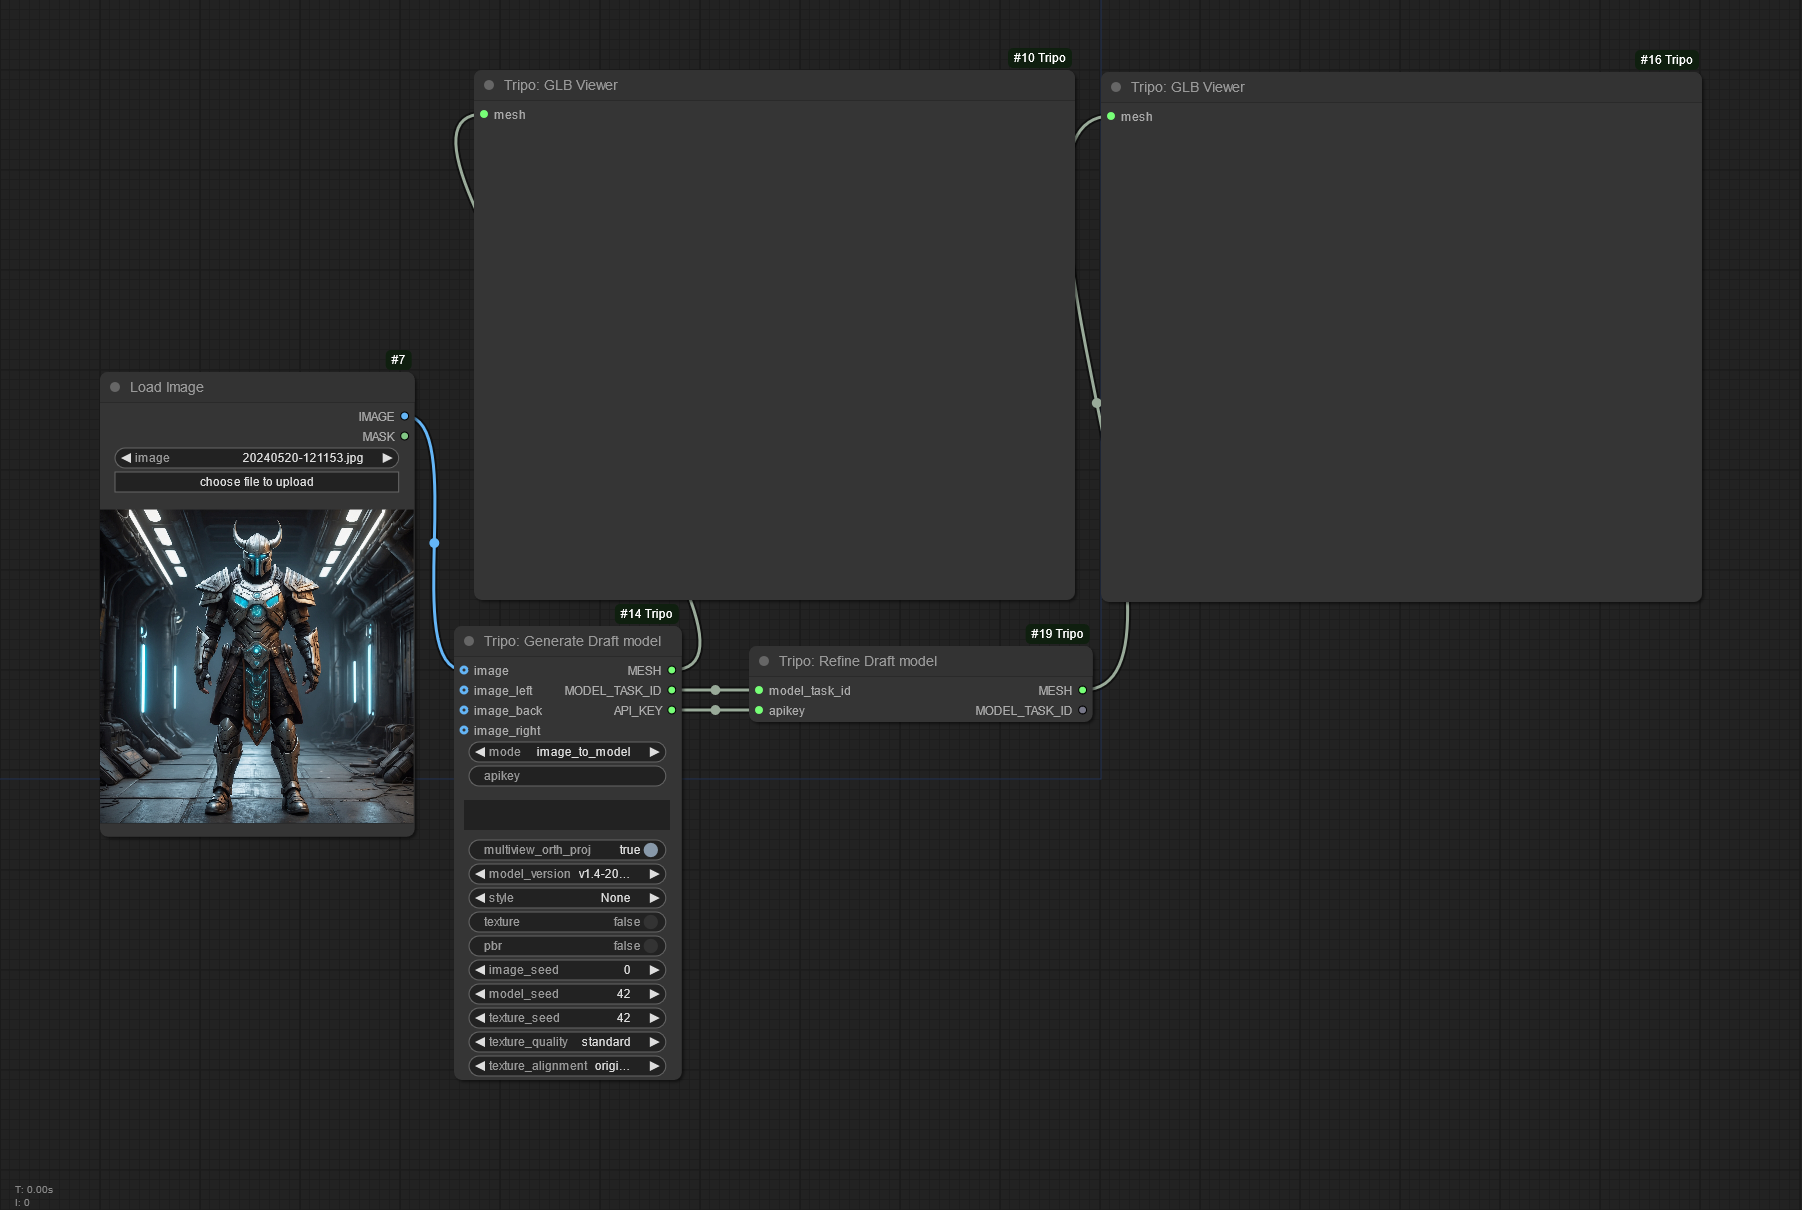 #10 Tripo
Tripo: GLB Viewer
mesh
#16 Tripo
Tripo: GLB Viewer
mesh
#7
Load Image
IMAGE
MASK
image 20240520-121153.jpg
choose file to upload
#14 Tripo
Tripo: Generate Draft model
image MESH
image_left MODEL_TASK_ID
image_back API_KEY
image_right
mode image_to_model
apikey
multiview_orth_proj true
model_version v1.4-20...
style None
texture false
pbr false
image_seed 0
model_seed 42
texture_seed 42
texture_quality standard
texture_alignment origi...
#19 Tripo
Tripo: Refine Draft model
model_task_id MESH
apikey MODEL_TASK_ID
T: 0.00s
I: 0